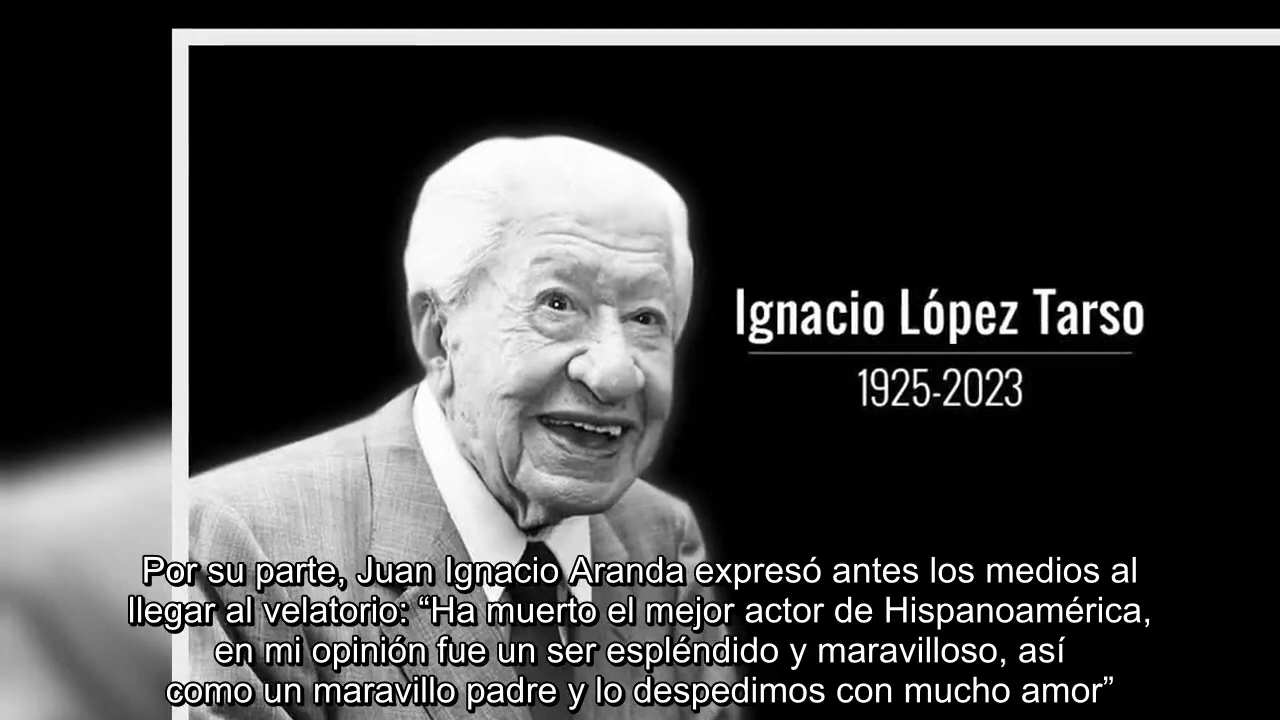 Ignacio López Tarso
1925-2023
Por su parte, Juan Ignacio Aranda expresó antes los medios al
llegar al velatorio: “Ha muerto el mejor actor de Hispanoamérica,
en mi opinión fue un ser espléndido y maravilloso, así
como un maravillo padre y lo despedimos con mucho amor”